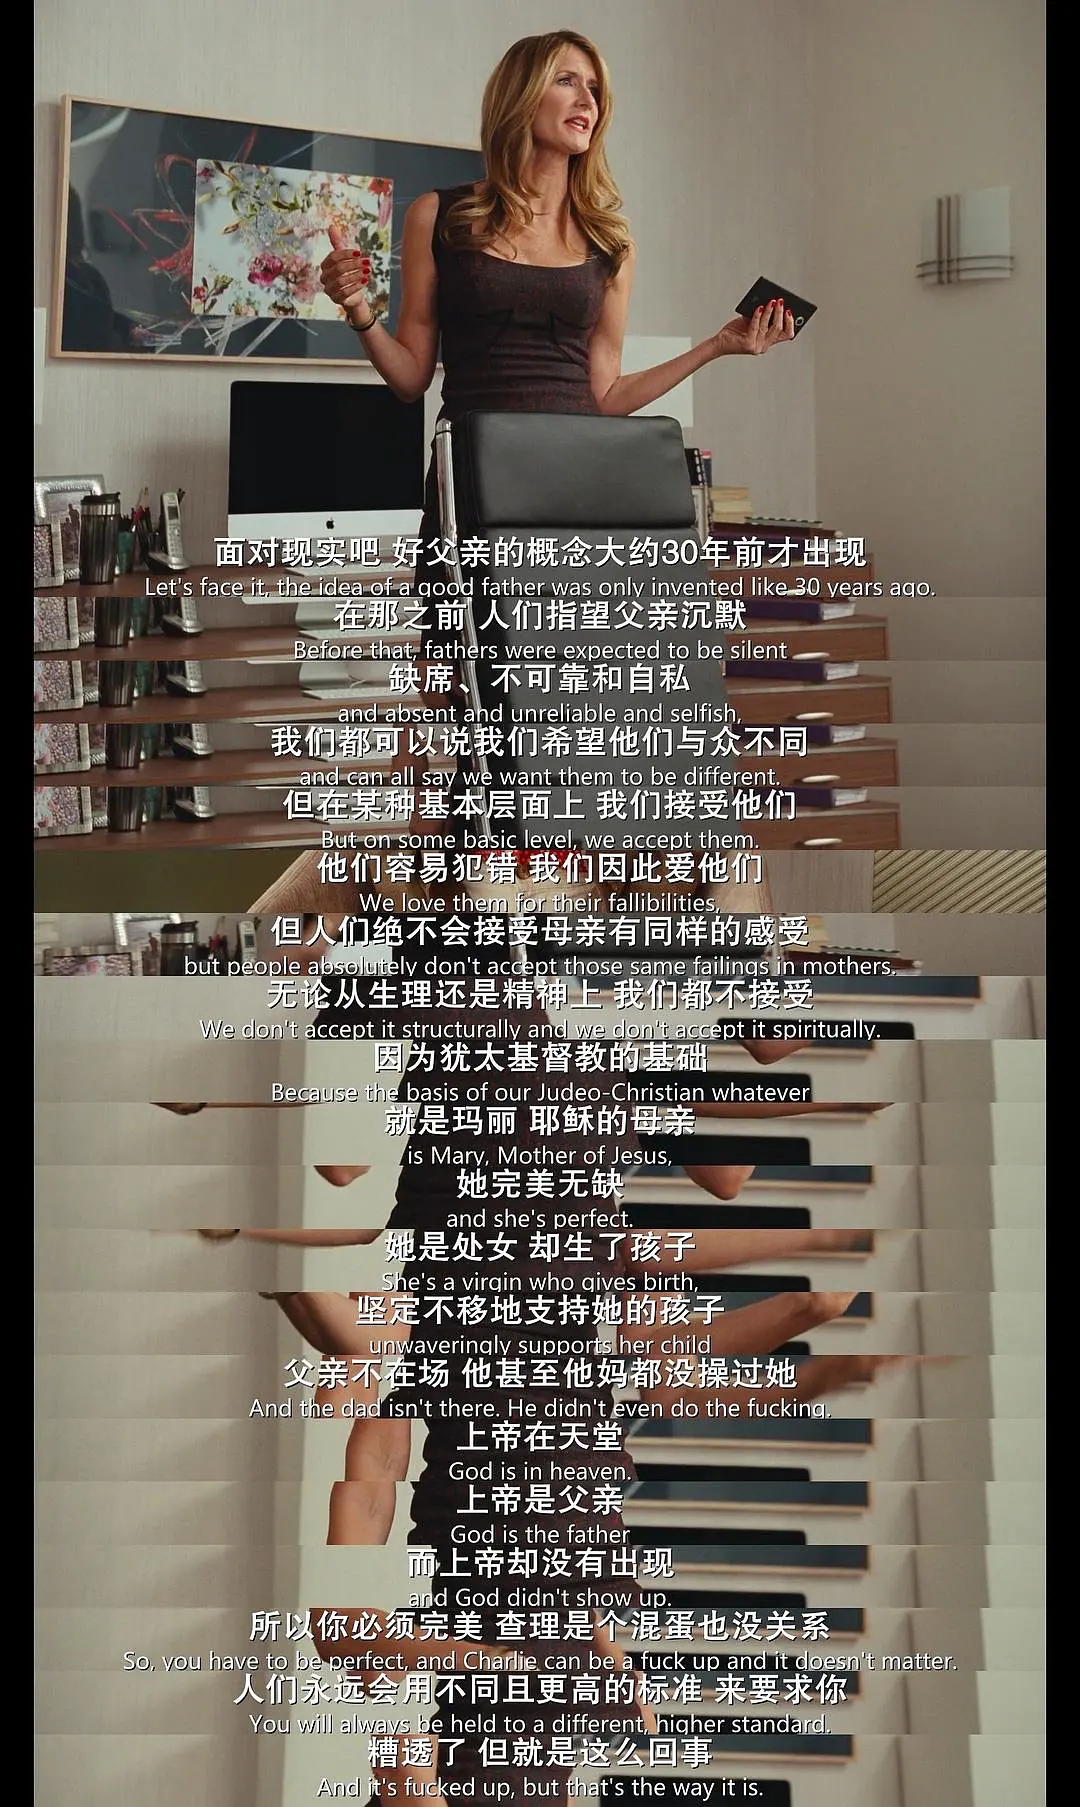 面对现实吧 好父亲的概念大约30年前才出现
Let's face it, the idea of a good father was only invented like 30 years ago.
在那之前 人们指望父亲沉默
Before that, fathers were expected to be silent
缺席、不可靠和自私
and absent and unreliable and selfish,
我们都可以说我们希望他们与众不同
and can all say we want them to be different.
但在某种基本层面上 我们接受他们
But on some basic level, we accept them.
他们容易犯错 我们因此爱他们
We love them for their fallibilities,
但人们绝不会接受母亲有同样的感受
but people absolutely don't accept those same failings in mothers.
无论从生理还是精神上 我们都不接受
We don't accept it structurally and we don't accept it spiritually.
因为犹太基督教的基础
Because the basis of our Judeo-Christian whatever
就是玛丽 耶稣的母亲
is Mary, Mother of Jesus,
她完美无缺
and she's perfect.
她是处女 却生了孩子
She's a virgin who gives birth,
坚定不移地支持她的孩子
unwaveringly supports her child
父亲不在场 他甚至他妈都没操过她
And the dad isn't there. He didn't even do the fucking.
上帝在天堂
God is in heaven.
上帝是父亲
God is the father
而上帝却没有出现
and God didn't show up.
所以你必须完美 查理是个混蛋也没关系
So, you have to be perfect, and Charlie can be a fuck up and it doesn't matter.
人们永远会用不同且更高的标准 来要求你
You will always be held to a different, higher standard.
糟透了 但就是这么回事
And it's fucked up, but that's the way it is.